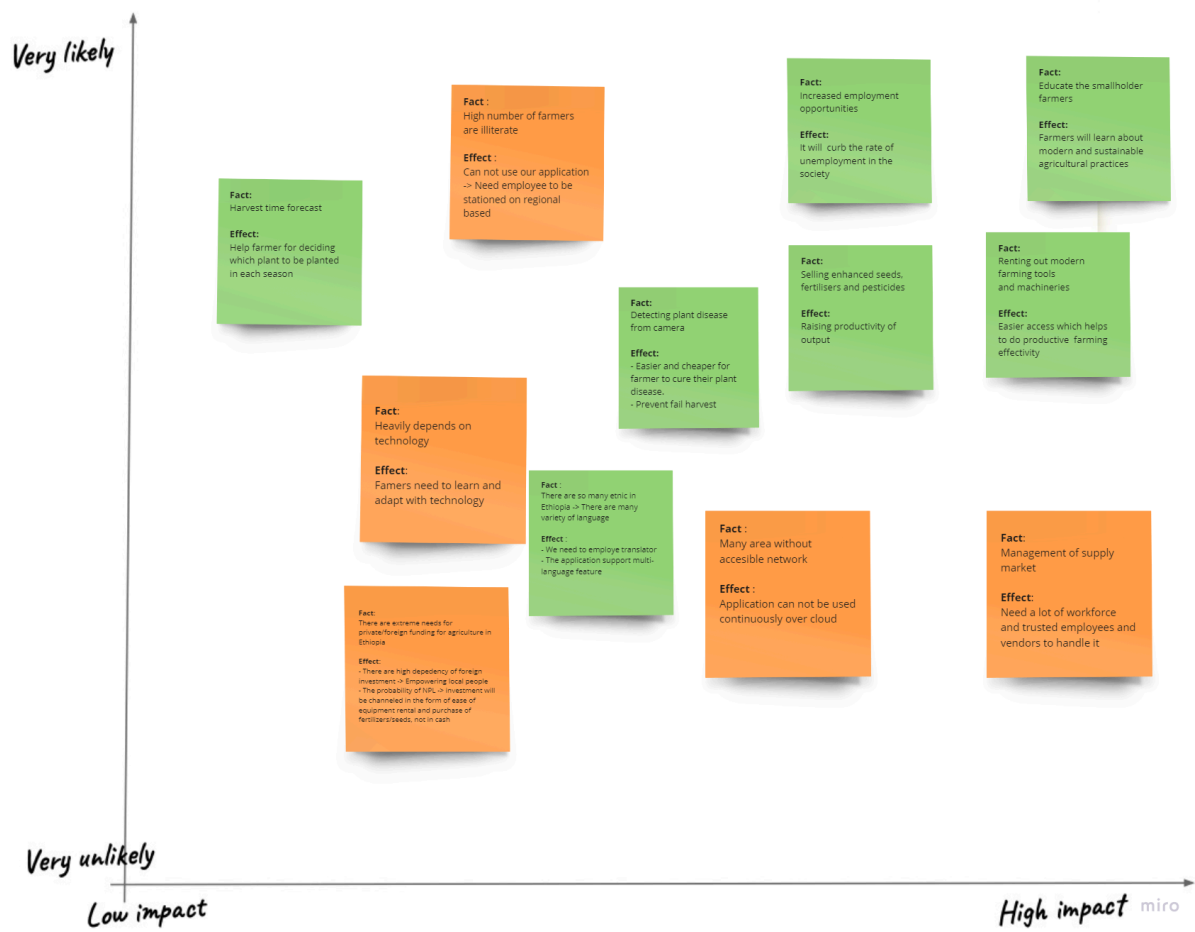 Very likely
Fact:
Educate the smallholder
farmers
Effect:
Farmers will learn about
modern and sustainable
agricultural practices
Fact:
Increased employment
opportunities
Effect:
It will curb the rate of
unemployment in the
society
Fact :
High number of farmers
are illiterate
Effect :
Can not use our application
-> Need employee to be
stationed on regional
based
Fact:
Harvest time forecast
Effect:
Help farmer for deciding
which plant to be planted
in each season
Fact:
Renting out modern
farming tools
and machineries
Effect:
Easier access which helps
to do productive farming
effectivity
Fact:
Selling enhanced seeds,
fertilisers and pesticides
Effect:
Raising productivity of
output
Fact:
Detecting plant disease
from camera
Effect:
- Easier and cheaper for
farmer to cure their plant
disease.
- Prevent fail harvest
Fact:
Heavily depends on
technology
Effect:
Famers need to learn and
adapt with technology
Fact :
There are so many etnic in
Ethiopia -> There are many
variety of language
Effect :
- We need to employe translator
- The application support multi-
language feature
Fact :
Many area without
accesible network
Effect :
Application can not be used
continuously over cloud
Fact:
Management of supply
market
Effect:
Need a lot of workforce
and trusted employees and
vendors to handle it
Fact:
There are extreme needs for
private/foreign funding for agriculture in
Ethiopia
Effect:
- There are high depedency of foreign
investment -> Empowering local people
- The probability of NPL -> investment will
be channeled in the form of ease of
equipment rental and purchase of
fertilizers/seeds, not in cash
Very unlikely
Low impact
High impact
miro